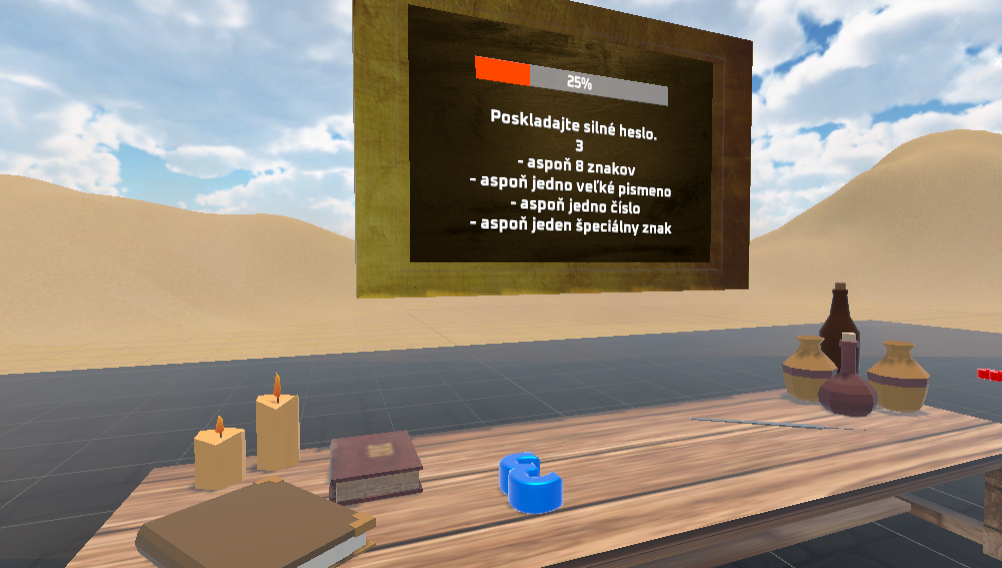 25%
Poskladajte silné heslo.
3
- aspoň 8 znakov
- aspoň jedno veľké pismeno
- aspoň jedno číslo
- aspoň jeden špeciálny znak
3